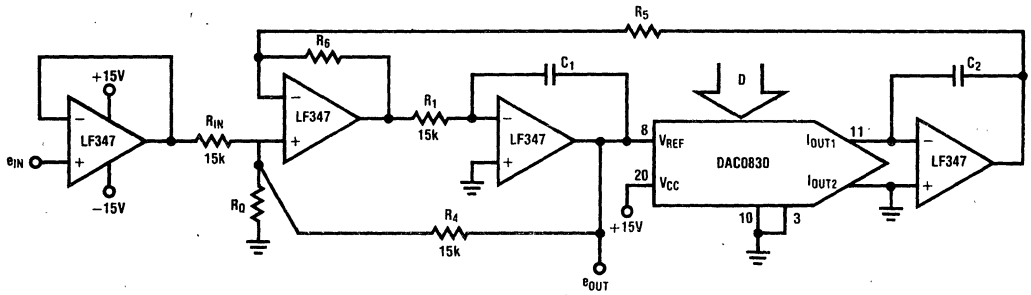 R5
R6
C1
C2
+15V
D
R1
RIN
LF347
LF347
LF347
LF347
15k
15k
8
VREF
11
IOUT1
DAC0830
eIN
20
VCC
IOUT2
-15V
RQ
R4
15k
+15V
10
3
eOUT
−
+
−
+
−
+
−
+